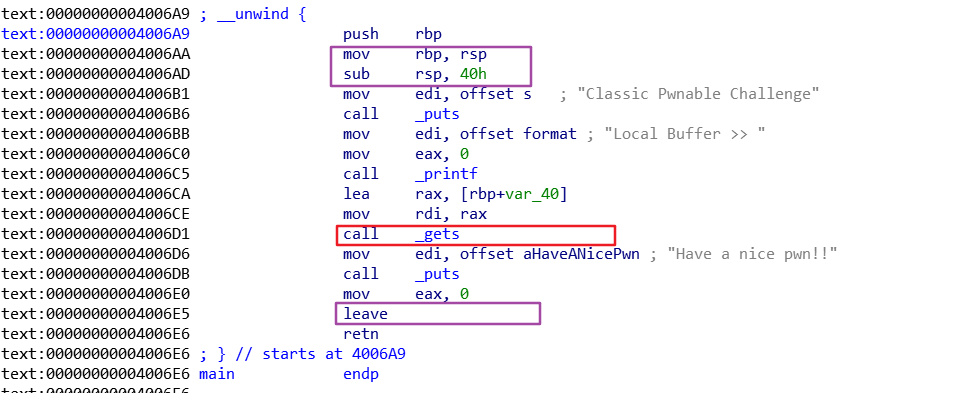 text:00000000004006A9 ; __unwind {
text:00000000004006A9 push rbp
text:00000000004006AA mov rbp, rsp
text:00000000004006AD sub rsp, 40h
text:00000000004006B1 mov edi, offset s ; "Classic Pwnable Challenge"
text:00000000004006B6 call _puts
text:00000000004006BB mov edi, offset format ; "Local Buffer >> "
text:00000000004006C0 mov eax, 0
text:00000000004006C5 call _printf
text:00000000004006CA lea rax, [rbp+var_40]
text:00000000004006CE mov rdi, rax
text:00000000004006D1 call _gets
text:00000000004006D6 mov edi, offset aHaveANicePwn ; "Have a nice pwn!!"
text:00000000004006DB call _puts
text:00000000004006E0 mov eax, 0
text:00000000004006E5 leave
text:00000000004006E6 retn
text:00000000004006E6 ; } // starts at 4006A9
text:00000000004006E6 main endp
text:00000000004006E6